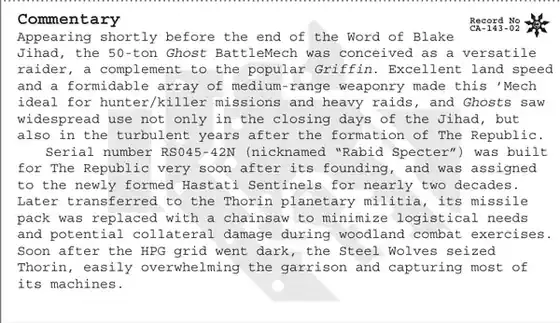 Commentary
Record No
CA-143-02
Appearing shortly before the end of the Word of Blake
Jihad, the 50-ton Ghost BattleMech was conceived as a versatile
raider, a complement to the popular Griffin. Excellent land speed
and a formidable array of medium-range weaponry made this ’Mech
ideal for hunter/killer missions and heavy raids, and Ghosts saw
widespread use not only in the closing days of the Jihad, but
also in the turbulent years after the formation of The Republic.
Serial number RS045-42N (nicknamed “Rabid Specter”) was built
for The Republic very soon after its founding, and was assigned
to the newly formed Hastati Sentinels for nearly two decades.
Later transferred to the Thorin planetary militia, its missile
pack was replaced with a chainsaw to minimize logistical needs
and potential collateral damage during woodland combat exercises.
Soon after the HPG grid went dark, the Steel Wolves seized
Thorin, easily overwhelming the garrison and capturing most of
its machines.